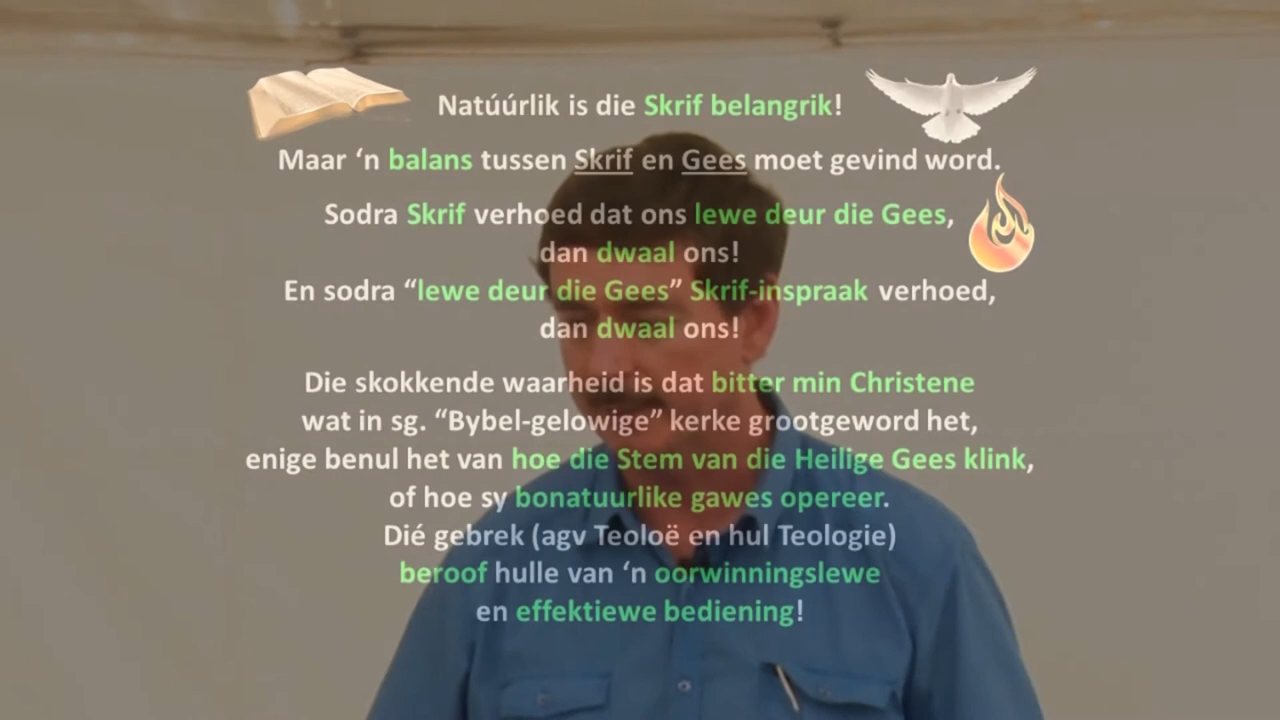 Natúúrlik is die Skrif belangrik!
Maar ‘n balans tussen Skrif en Gees moet gevind word.
Sodra Skrif verhoed dat ons lewe deur die Gees,
dan dwaal ons!
En sodra “lewe deur die Gees” Skrif-inspraak verhoed,
dan dwaal ons!
Die skokkende waarheid is dat bitter min Christene
wat in sg. “Bybel-gelowige” kerke grootgeword het,
enige benul het van hoe die Stem van die Heilige Gees klink,
of hoe sy bonatuurlike gawes opereer.
Dié gebrek (agv Teoloë en hul Teologie)
beroof hulle van ‘n oorwinningslewe
en effektiewe bediening!